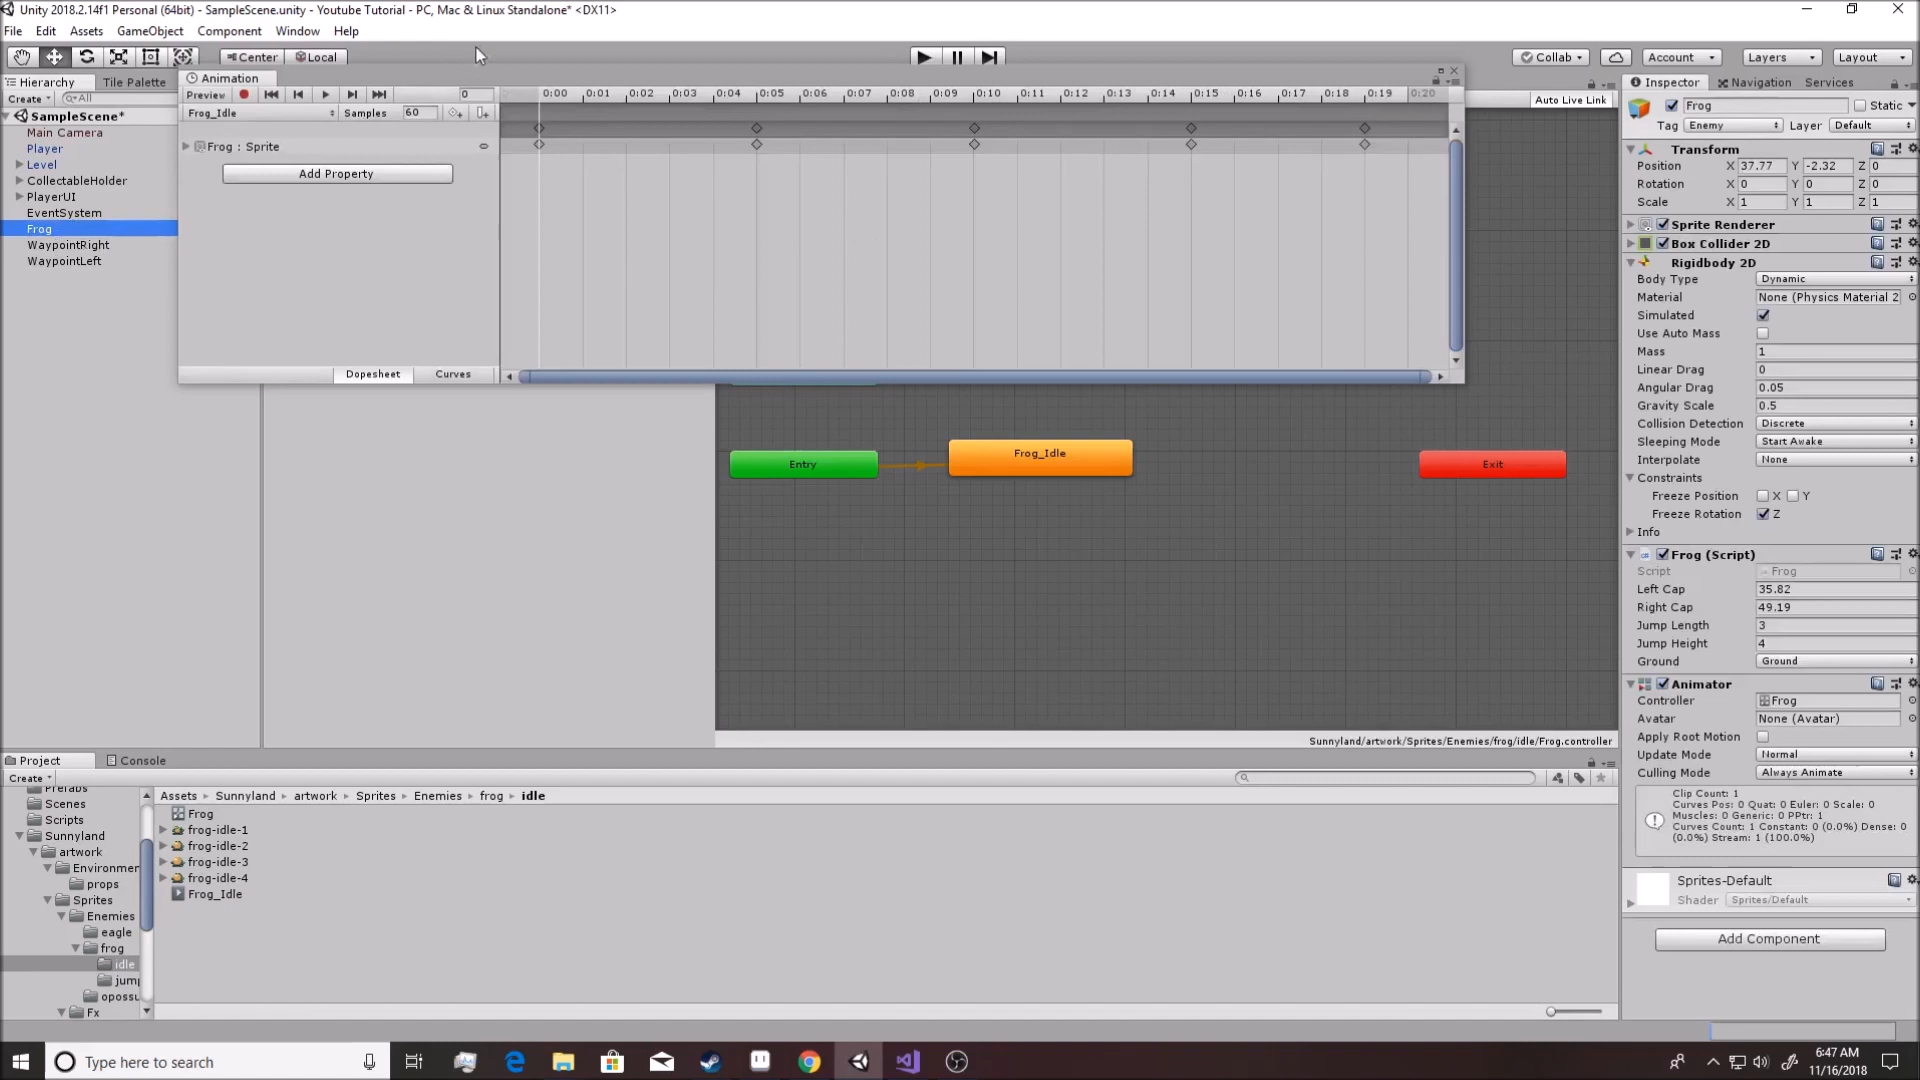 Unity 2018.2.14f1 Personal (64bit) - SampleScene.unity - Youtube Tutorial - PC, Mac & Linux Standalone* <DX11>
File Edit Assets GameObject Component Window Help
Center Local Collab Account Layers Layout
Hierarchy Tile Palette
Create All
SampleScene*
Main Camera
Player
Level
CollectableHolder
PlayerUI
EventSystem
Frog
WaypointRight
WaypointLeft
Animation
Preview 0
0:00 0:01 0:02 0:03 0:04 0:05 0:06 0:07 0:08 0:09 0:10 0:11 0:12 0:13 0:14 0:15 0:16 0:17 0:18 0:19 0:20
Frog_Idle Samples 60
Frog : Sprite
Add Property
Dopesheet Curves
Auto Live Link
Entry
Frog_Idle
Exit
Sunnyland/artwork/Sprites/Enemies/frog/idle/Frog.controller
Inspector Navigation Services
Frog Static
Tag Enemy Layer Default
Transform
Position X 37.77 Y -2.32 Z 0
Rotation X 0 Y 0 Z 0
Scale X 1 Y 1 Z 1
Sprite Renderer
Box Collider 2D
Rigidbody 2D
Body Type Dynamic
Material None (Physics Material 2
Simulated
Use Auto Mass
Mass 1
Linear Drag 0
Angular Drag 0.05
Gravity Scale 0.5
Collision Detection Discrete
Sleeping Mode Start Awake
Interpolate None
Constraints
Freeze Position X Y
Freeze Rotation Z
Info
Frog (Script)
Script Frog
Left Cap 35.82
Right Cap 49.19
Jump Length 3
Jump Height 4
Ground Ground
Animator
Controller Frog
Avatar None (Avatar)
Apply Root Motion
Update Mode Normal
Culling Mode Always Animate
Clip Count: 1
Curves Pos: 0 Quat: 0 Euler: 0 Scale: 0
Muscles: 0 Generic: 0 PPtr: 1
Curves Count: 1 Constant: 0 (0.0%) Dense: 0
(0.0%) Stream: 1 (100.0%)
Sprites-Default
Shader Sprites/Default
Add Component
Project Console
Create
Prefabs
Scenes
Scripts
Sunnyland
artwork
Environmen
props
Sprites
Enemies
eagle
frog
idle
jump
opossu
Fx
Assets Sunnyland artwork Sprites Enemies frog idle
Frog
frog-idle-1
frog-idle-2
frog-idle-3
frog-idle-4
Frog_Idle
Type here to search
6:47 AM
11/16/2018